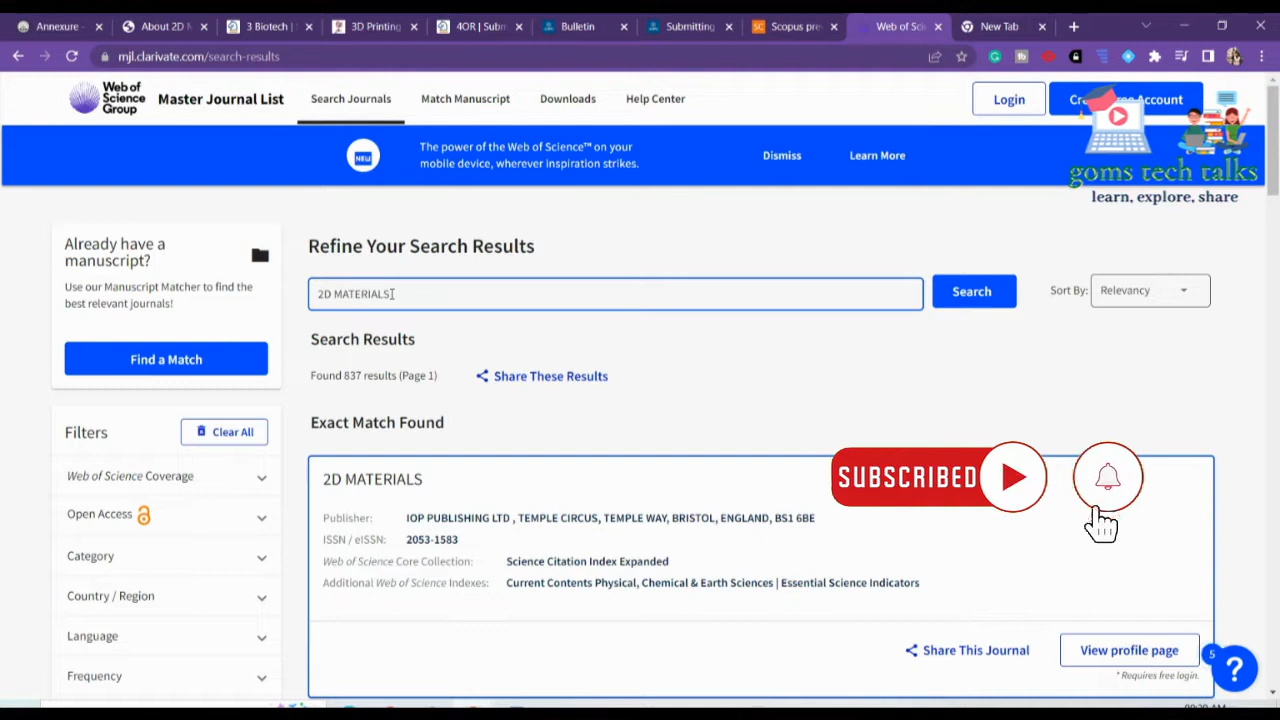 Annexure -
About 2D M
3 Biotech |
3D Printing
4OR | Subm
Bulletin
Submitting
Scopus pre
Web of Sci
New Tab
mjl.clarivate.com/search-results
Web of
Science
Group
Master Journal List
Search Journals
Match Manuscript
Downloads
Help Center
Login
Account
goms tech talks
learn, explore, share
NEW
The power of the Web of Science™ on your
mobile device, wherever inspiration strikes.
Dismiss
Learn More
Already have a
manuscript?
Use our Manuscript Matcher to find the
best relevant journals!
Find a Match
Refine Your Search Results
2D MATERIALS
Search
Sort By:
Relevancy
Search Results
Found 837 results (Page 1)
Share These Results
Filters
Clear All
Web of Science Coverage
Open Access
Category
Country / Region
Language
Frequency
Exact Match Found
SUBSCRIBED
2D MATERIALS
Publisher: IOP PUBLISHING LTD , TEMPLE CIRCUS, TEMPLE WAY, BRISTOL, ENGLAND, BS1 6BE
ISSN / eISSN: 2053-1583
Web of Science Core Collection: Science Citation Index Expanded
Additional Web of Science Indexes: Current Contents Physical, Chemical & Earth Sciences | Essential Science Indicators
Share This Journal
View profile page
* Requires free login.
5
?